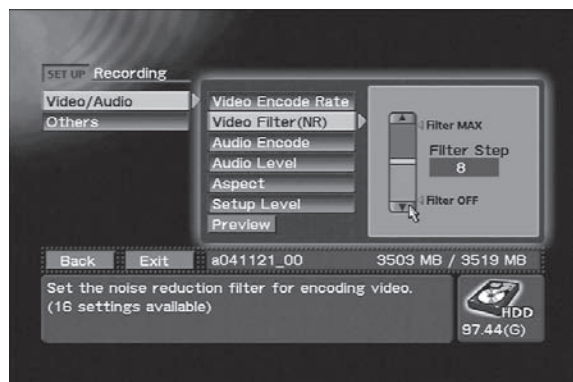 SET UP Recording
Video/Audio
Others
Video Encode Rate
Video Filter(NR)
Audio Encode
Audio Level
Aspect
Setup Level
Preview
Filter MAX
Filter Step
8
Filter OFF
Back Exit a041121_00 3503 MB / 3519 MB
Set the noise reduction filter for encoding video.
(16 settings available)
HDD
97.44(G)